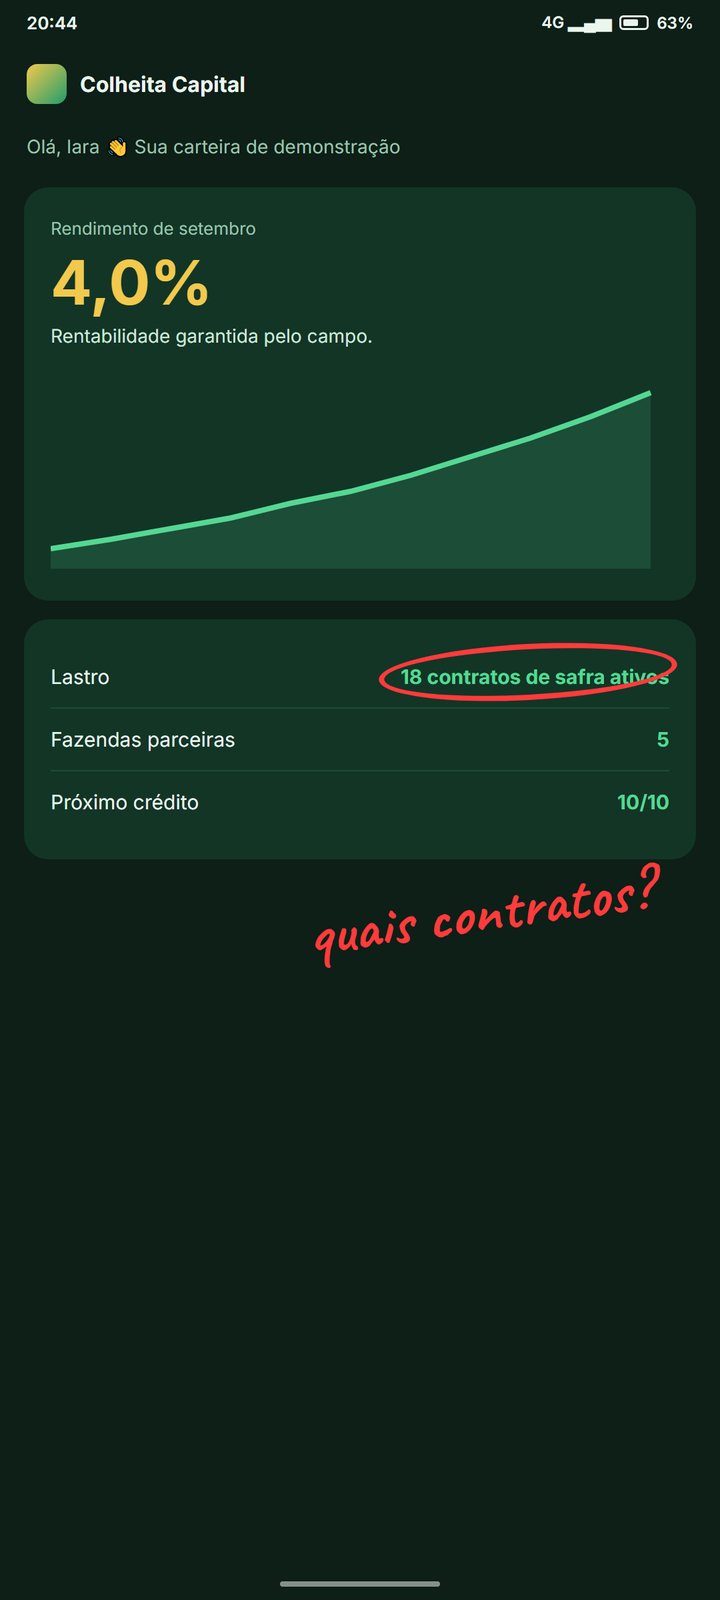 20:44 4G 63%
Colheita Capital
Olá, Iara 👋 Sua carteira de demonstração
Rendimento de setembro
4,0%
Rentabilidade garantida pelo campo.
Lastro 18 contratos de safra ativos
Fazendas parceiras 5
Próximo crédito 10/10
quais contratos?